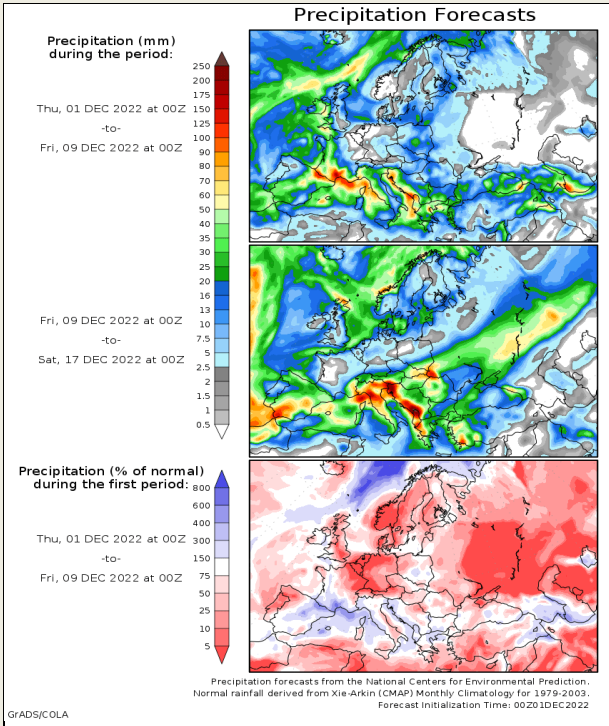 Precipitation Forecasts
Precipitation (mm)
during the period:
Thu, 01 DEC 2022 at 00Z
-to-
Fri, 09 DEC 2022 at 00Z
250
200
175
150
125
100
90
80
70
60
50
40
35
30
25
20
16
13
10
7.5
5
2.5
2
1.5
1
0.5
Fri, 09 DEC 2022 at 00Z
-to-
Sat, 17 DEC 2022 at 00Z
Precipitation (% of normal)
during the first period:
Thu, 01 DEC 2022 at 00Z
-to-
Fri, 09 DEC 2022 at 00Z
800
600
400
300
150
75
50
25
10
5
Precipitation forecasts from the National Centers for Environmental Prediction.
Normal rainfall derived from Xie-Arkin (CMAP) Monthly Climatology for 1979-2003.
Forecast Initialization Time: 00Z01DEC2022
GrADS/COLA